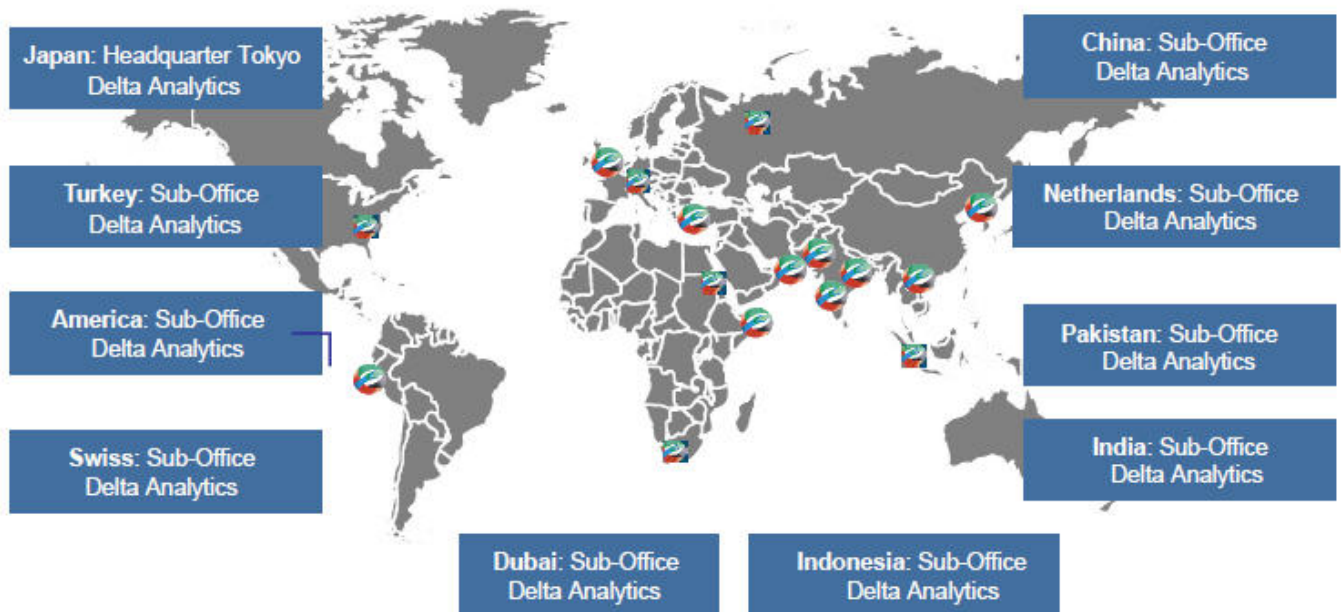 Japan: Headquarter Tokyo
Delta Analytics
China: Sub-Office
Delta Analytics
Turkey: Sub-Office
Delta Analytics
Netherlands: Sub-Office
Delta Analytics
America: Sub-Office
Delta Analytics
Pakistan: Sub-Office
Delta Analytics
Swiss: Sub-Office
Delta Analytics
India: Sub-Office
Delta Analytics
Dubai: Sub-Office
Delta Analytics
Indonesia: Sub-Office
Delta Analytics